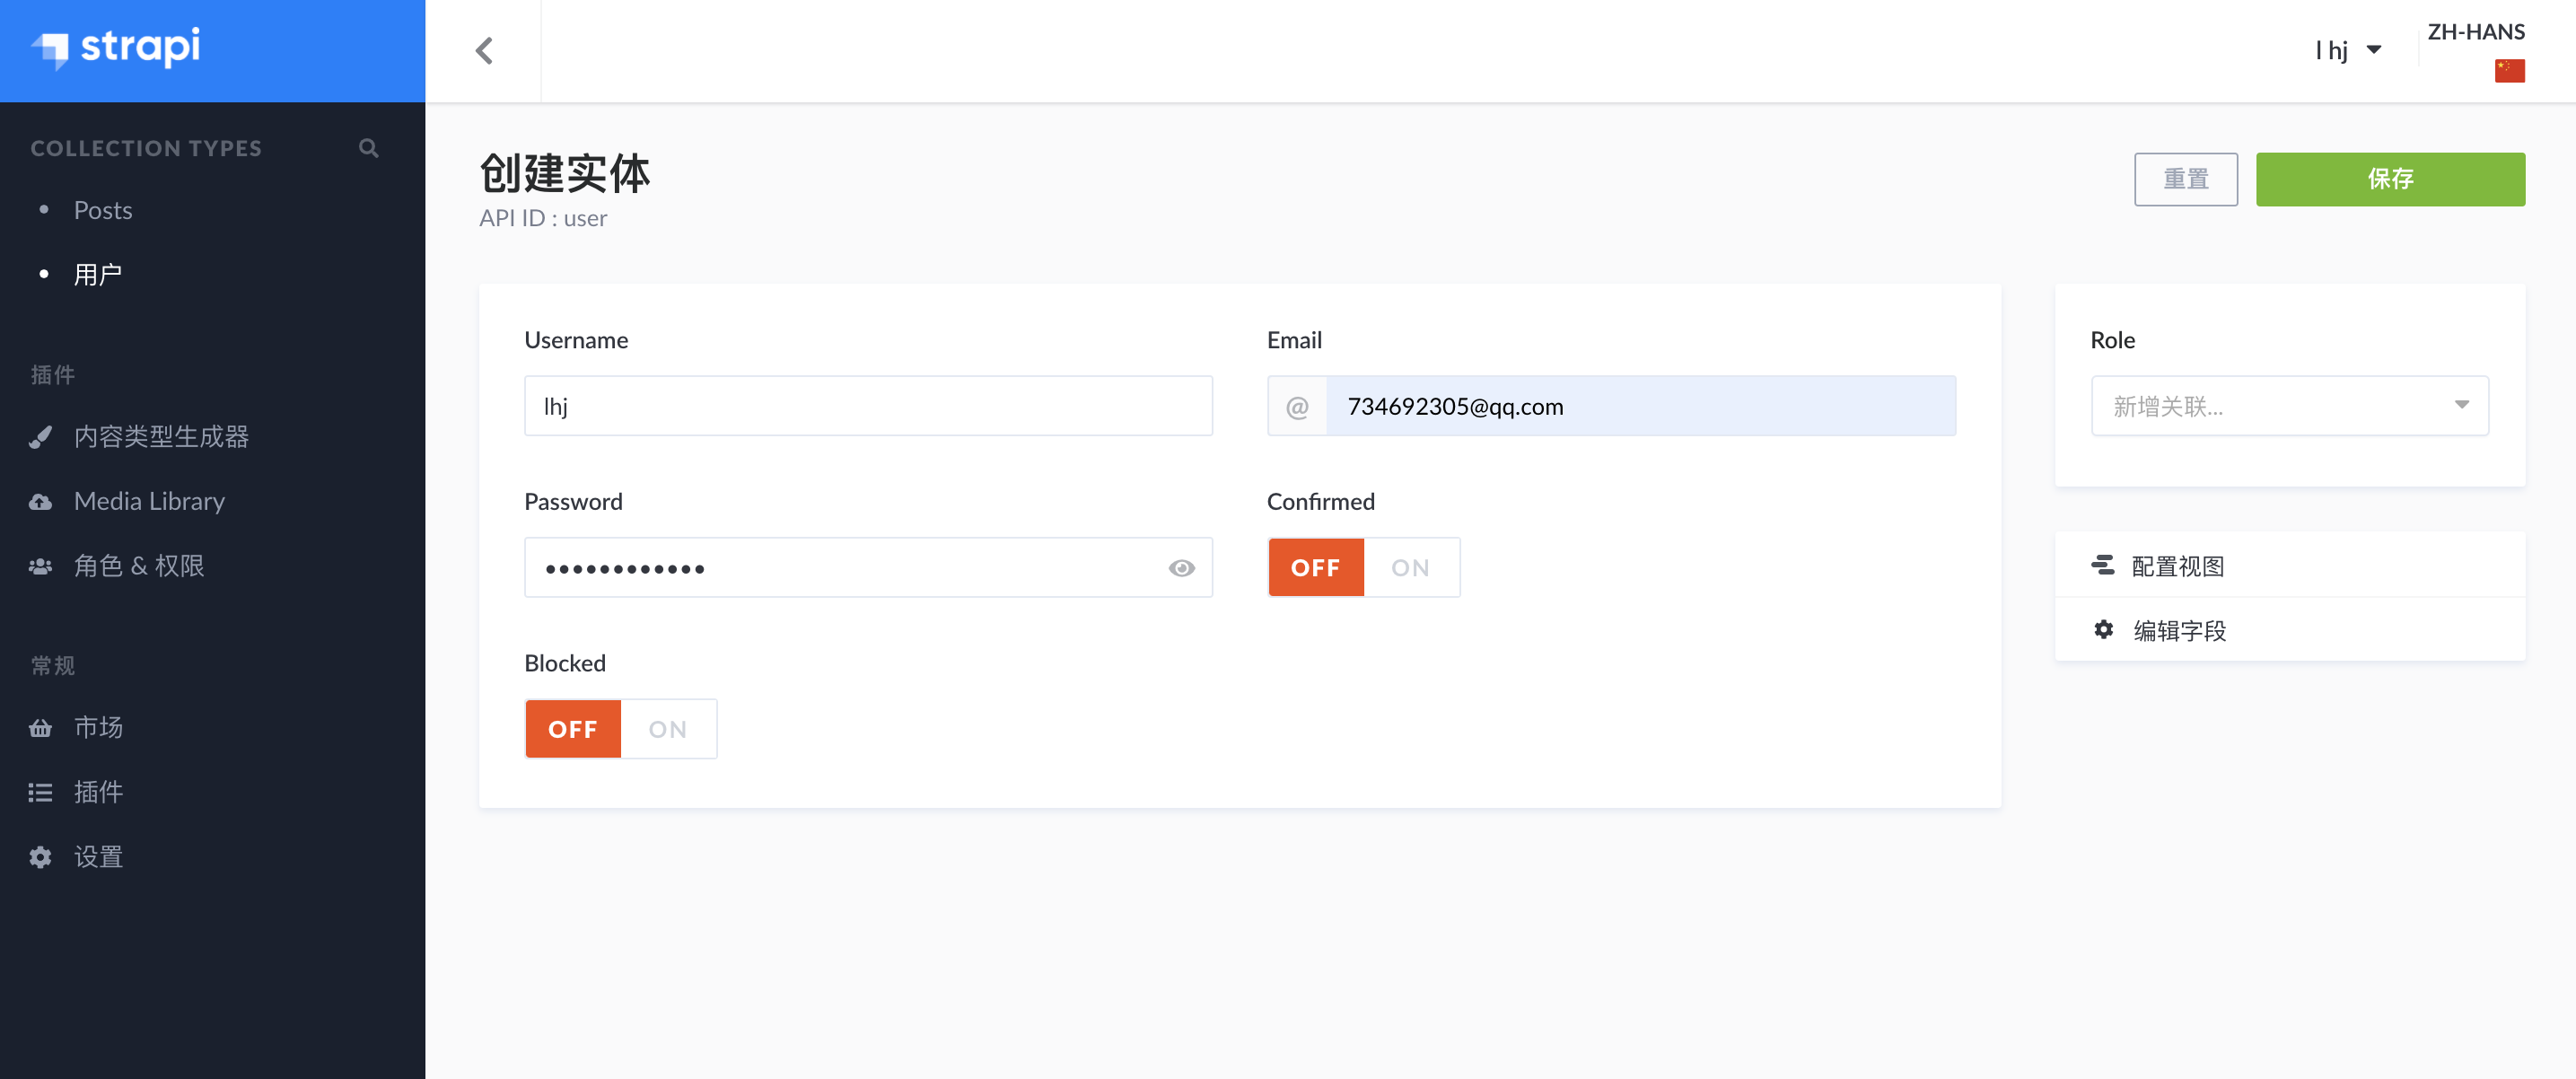 strapi
l hj
ZH-HANS
COLLECTION TYPES
Posts
用户
插件
内容类型生成器
Media Library
角色 & 权限
常规
市场
插件
设置
创建实体
API ID : user
重置
保存
Username
lhj
Email
@
734692305@qq.com
Password
••••••••••••
Confirmed
OFF ON
Blocked
OFF ON
Role
新增关联...
配置视图
编辑字段